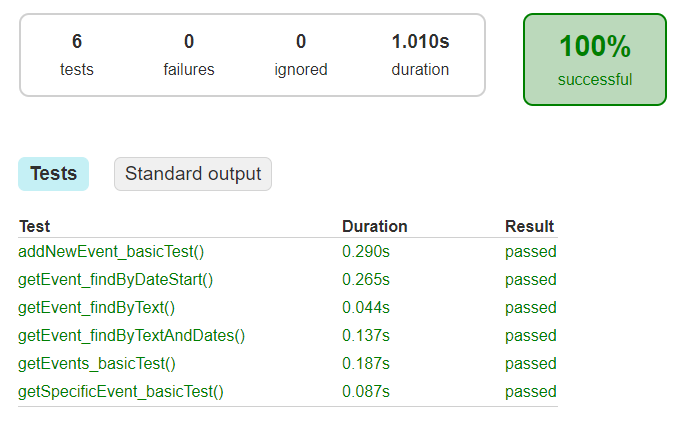 6 0 0 1.010s
tests failures ignored duration
100%
successful
Tests Standard output
Test Duration Result
addNewEvent_basicTest() 0.290s passed
getEvent_findByDateStart() 0.265s passed
getEvent_findByText() 0.044s passed
getEvent_findByTextAndDates() 0.137s passed
getEvents_basicTest() 0.187s passed
getSpecificEvent_basicTest() 0.087s passed